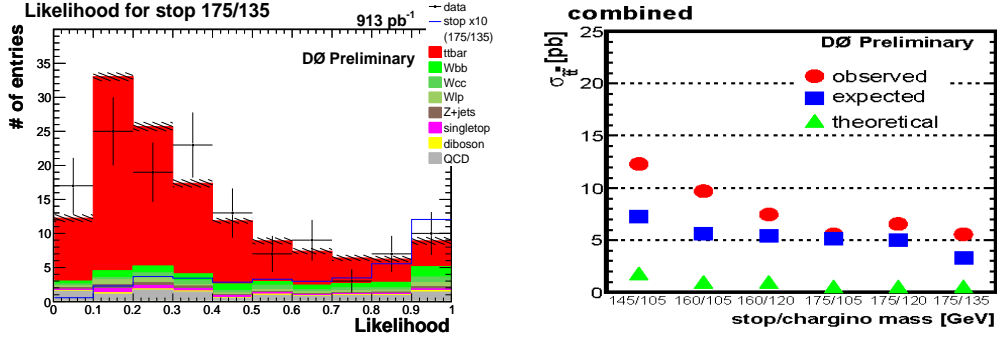 Likelihood for stop 175/135
913 pb-1
data
stop x10
(175/135)
ttbar
Wbb
Wcc
Wlp
Z+jets
singletop
diboson
QCD
DØ Preliminary
# of entries
35
30
25
20
15
10
5
0
0 0.1 0.2 0.3 0.4 0.5 0.6 0.7 0.8 0.9 1
Likelihood
combined
DØ Preliminary
observed
expected
theoretical
[pb]
25
20
15
10
5
0
145/105 160/105 160/120 175/105 175/120 175/135
stop/chargino mass [GeV]